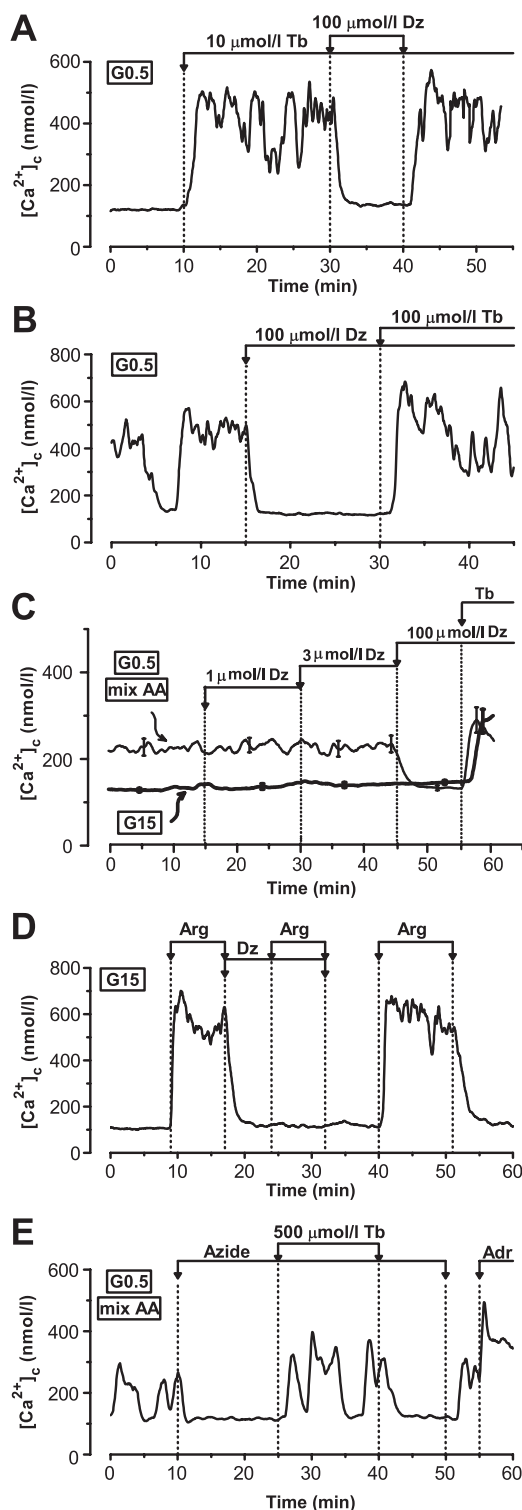 A
10 μmol/l Tb
100 μmol/l Dz
G0.5
[Ca²⁺]c (nmol/l)
600
400
200
0
0 10 20 30 40 50
Time (min)
B
100 μmol/l Dz
100 μmol/l Tb
G0.5
[Ca²⁺]c (nmol/l)
800
600
400
200
0
0 10 20 30 40
Time (min)
C
Tb
100 μmol/l Dz
3 μmol/l Dz
1 μmol/l Dz
G0.5
mix AA
G15
[Ca²⁺]c (nmol/l)
400
200
0
0 10 20 30 40 50 60
Time (min)
D
Arg
Dz
Arg
Arg
G15
[Ca²⁺]c (nmol/l)
800
600
400
200
0
0 10 20 30 40 50 60
Time (min)
E
500 μmol/l Tb
Azide
Adr
G0.5
mix AA
[Ca²⁺]c (nmol/l)
600
400
200
0
0 10 20 30 40 50 60
Time (min)